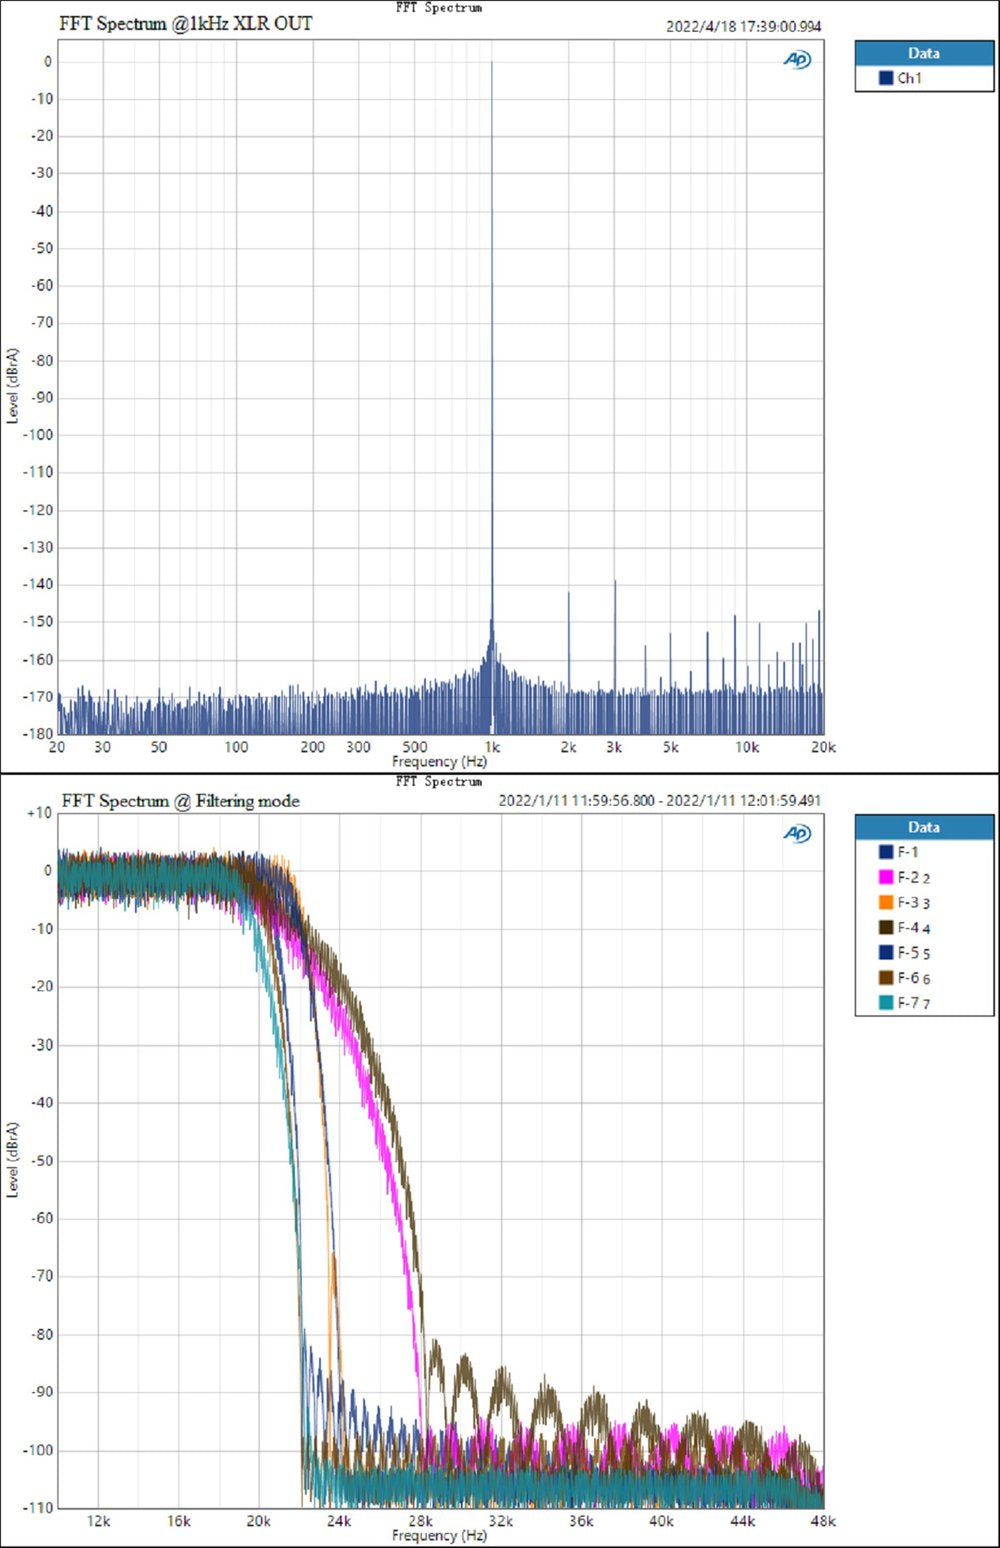 FFT Spectrum
FFT Spectrum @1kHz XLR OUT
2022/4/18 17:39:00.994
AP
Data
Ch1
0
-10
-20
-30
-40
-50
-60
-70
-80
-90
-100
-110
-120
-130
-140
-150
-160
-170
-180
Level (dBrA)
20 30 50 100 200 300 500 1k 2k 3k 5k 10k 20k
Frequency (Hz)
FFT Spectrum
FFT Spectrum @ Filtering mode
2022/1/11 11:59:56.800 - 2022/1/11 12:01:59.491
AP
Data
F-1
F-2 2
F-3 3
F-4 4
F-5 5
F-6 6
F-7 7
+10
0
-10
-20
-30
-40
-50
-60
-70
-80
-90
-100
-110
Level (dBrA)
12k 16k 20k 24k 28k 32k 36k 40k 44k 48k
Frequency (Hz)